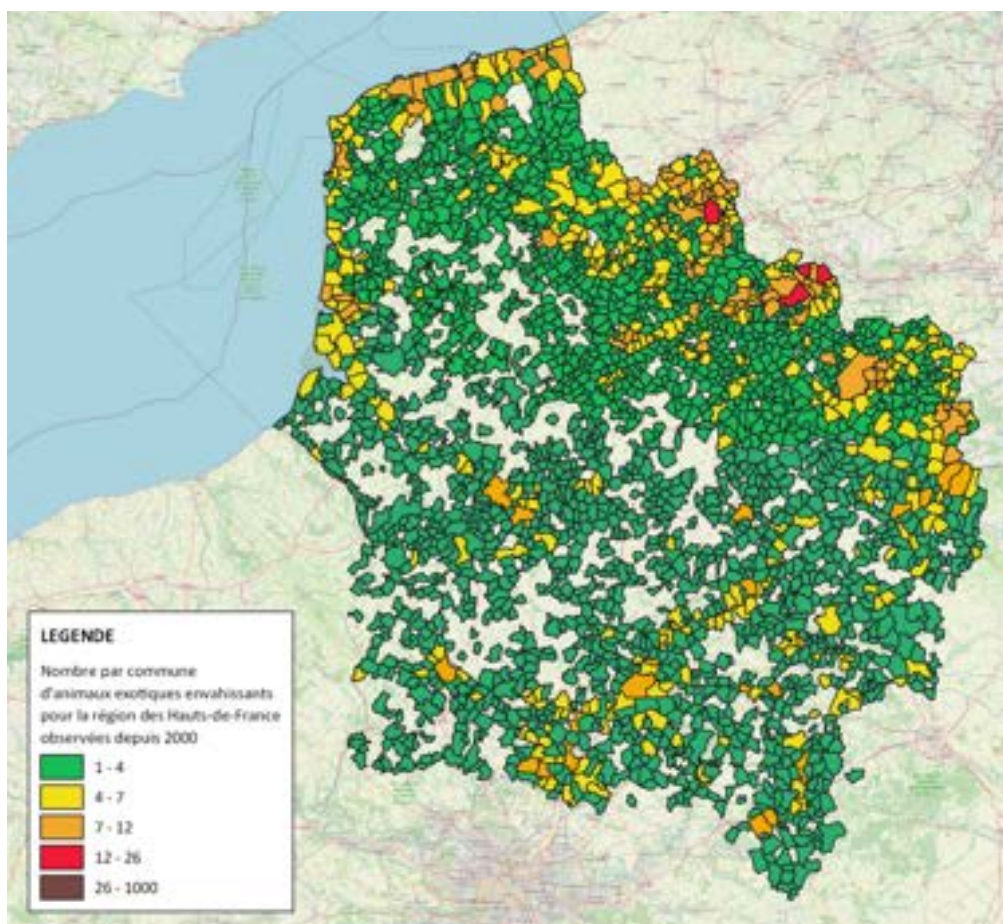 LEGENDE
Nombre par commune
d'animaux exotiques envahissants
pour la région des Hauts-de-France
observées depuis 2000
1 - 4
4 - 7
7 - 12
12 - 26
26 - 1000